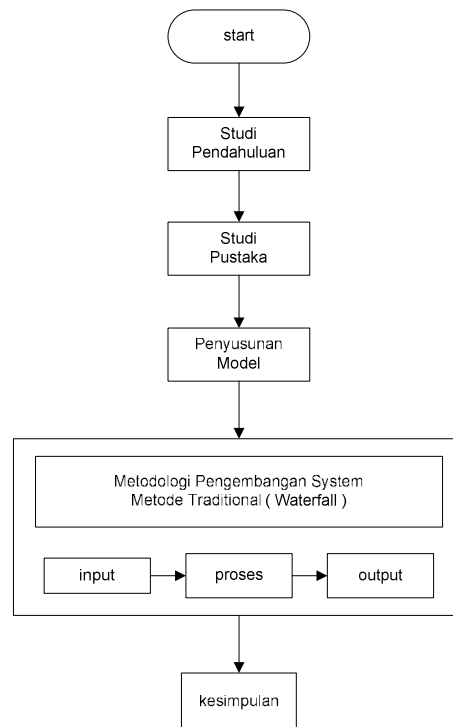 start
Studi
Pendahuluan
Studi
Pustaka
Penyusunan
Model
Metodologi Pengembangan System
Metode Traditional ( Waterfall )
input
proses
output
kesimpulan